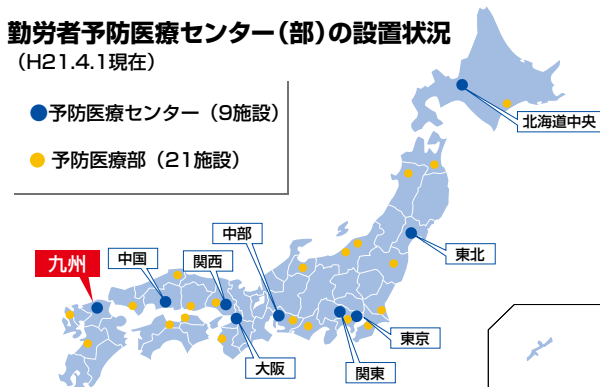 勤労者予防医療センター（部）の設置状況
（H21.4.1現在）
予防医療センター（9施設）
予防医療部（21施設）
北海道中央
東北
中部
関西
中国
九州
東京
関東
大阪